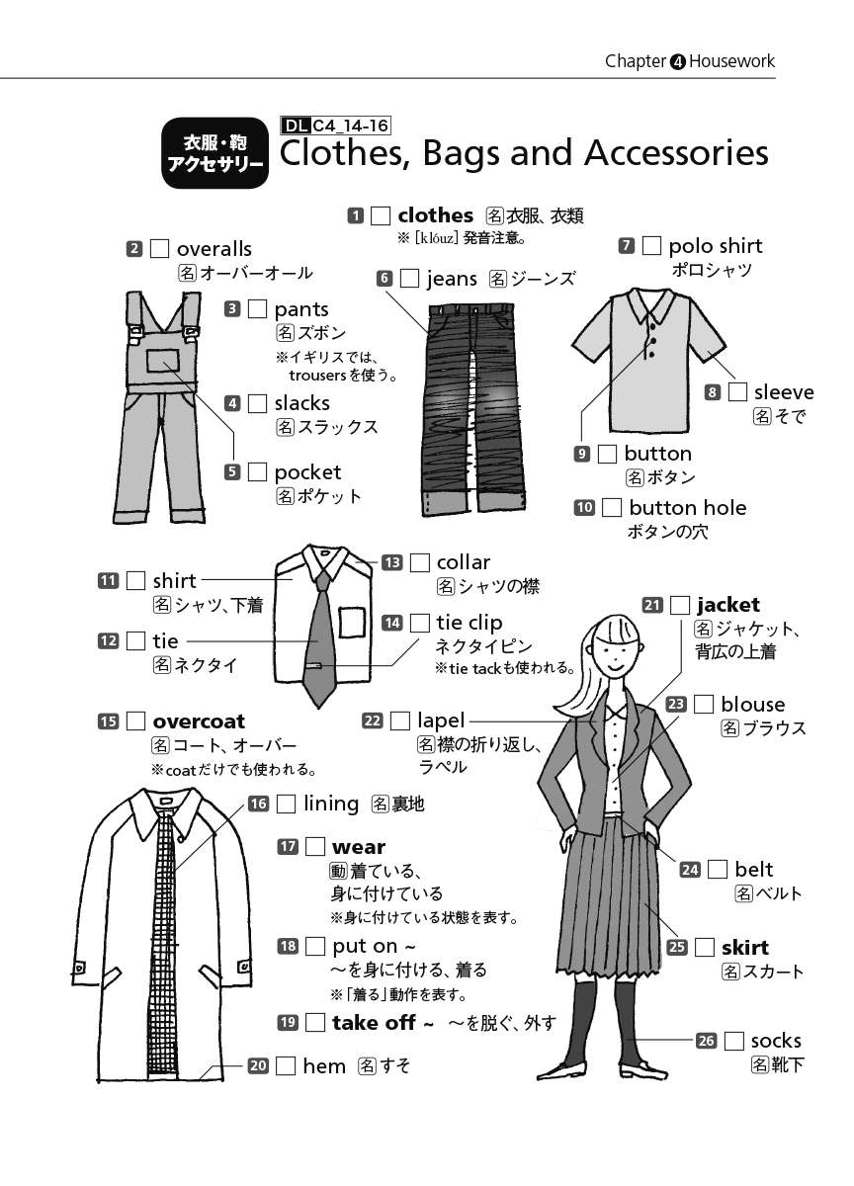 Chapter ❹ Housework
衣服・鞄
アクセサリー
DL C4_14-16
Clothes, Bags and Accessories
1 □ clothes 名 衣服、衣類
※［klóuz］発音注意。
2 □ overalls
名 オーバーオール
3 □ pants
名 ズボン
※イギリスでは、
trousersを使う。
4 □ slacks
名 スラックス
5 □ pocket
名 ポケット
6 □ jeans 名 ジーンズ
7 □ polo shirt
ポロシャツ
8 □ sleeve
名 そで
9 □ button
名 ボタン
10 □ button hole
ボタンの穴
11 □ shirt
名 シャツ、下着
12 □ tie
名 ネクタイ
13 □ collar
名 シャツの襟
14 □ tie clip
ネクタイピン
※tie tackも使われる。
15 □ overcoat
名 コート、オーバー
※coatだけでも使われる。
16 □ lining 名 裏地
17 □ wear
動 着ている、
身に付けている
※身に付けている状態を表す。
18 □ put on ~
～を身に付ける、着る
※「着る」動作を表す。
19 □ take off ~ ～を脱ぐ、外す
20 □ hem 名 すそ
21 □ jacket
名 ジャケット、
背広の上着
22 □ lapel
名 襟の折り返し、
ラペル
23 □ blouse
名 ブラウス
24 □ belt
名 ベルト
25 □ skirt
名 スカート
26 □ socks
名 靴下